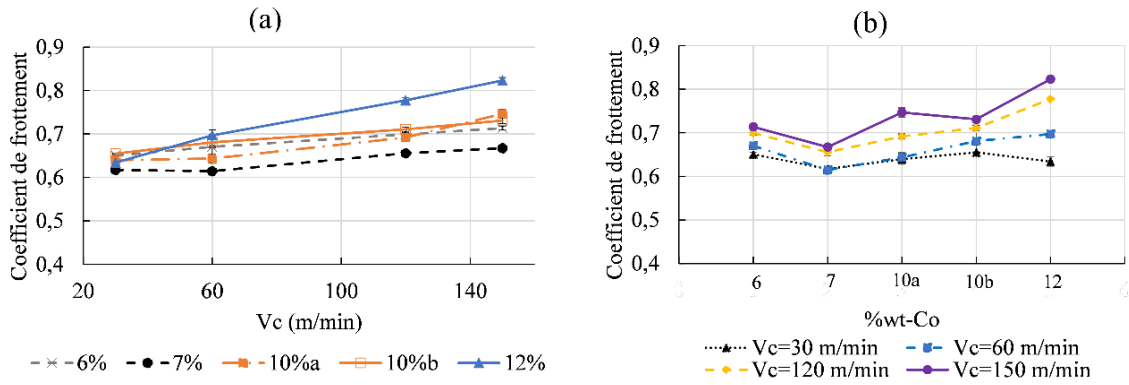 (a)
Coefficient de frottement
0,9
0,8
0,7
0,6
0,5
0,4
20 60 100 140
Vc (m/min)
6% 7% 10%a 10%b 12%
(b)
Coefficient de frottement
0,9
0,8
0,7
0,6
0,5
0,4
6 7 10a 10b 12
%wt-Co
Vc=30 m/min Vc=60 m/min
Vc=120 m/min Vc=150 m/min